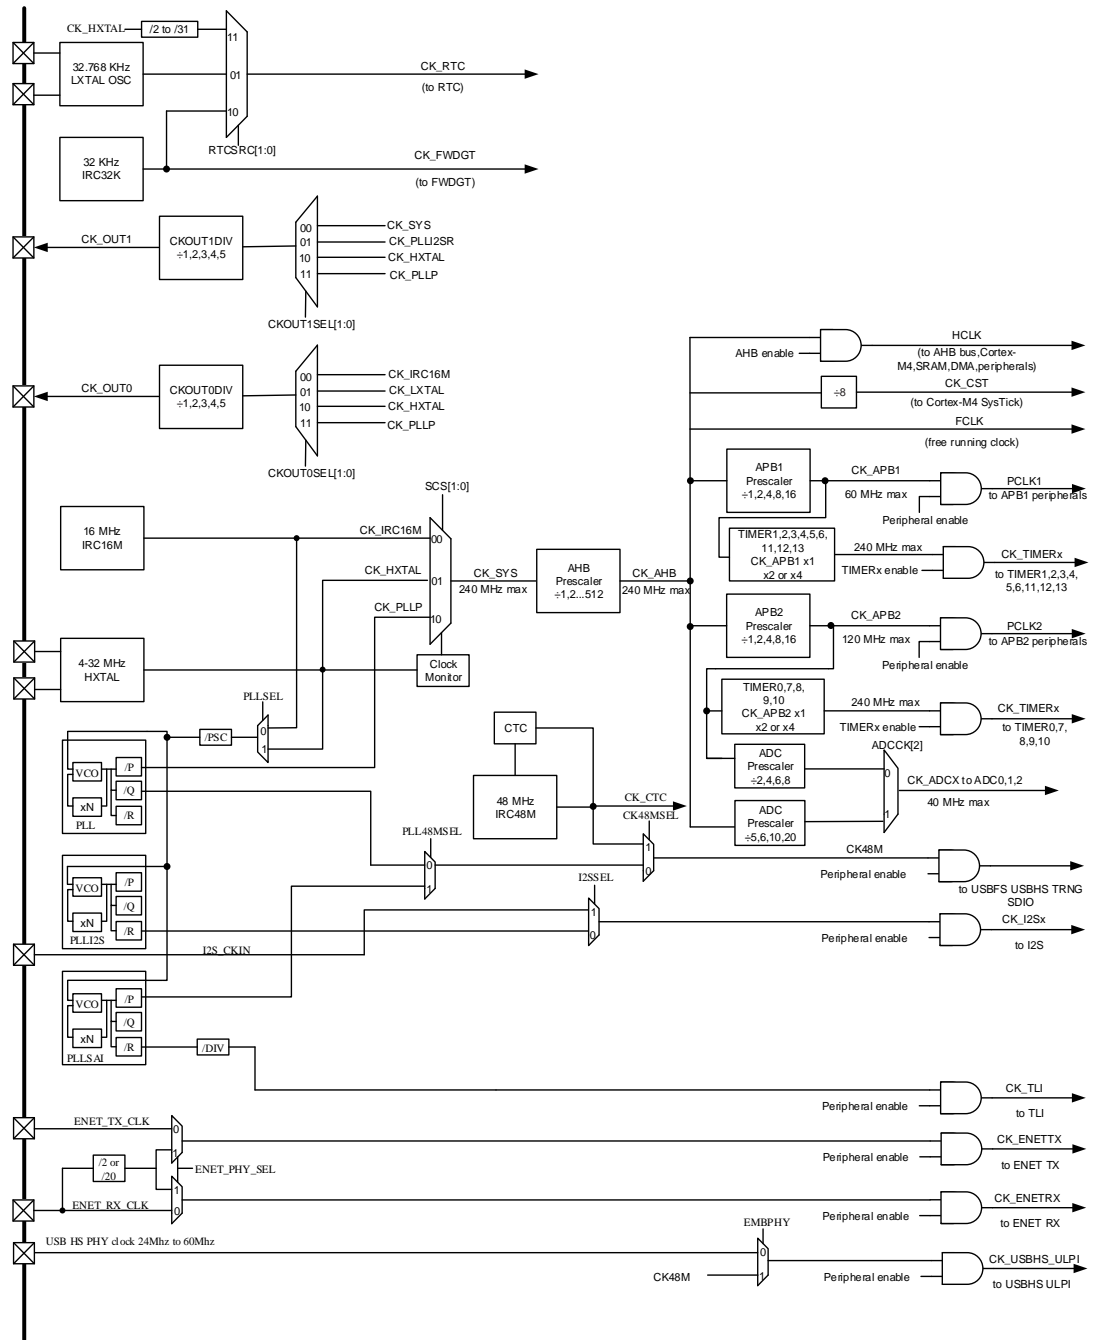 CK_HXTAL
/2 to /31
11
32.768 KHz
LXTAL OSC
01
CK_RTC
(to RTC)
10
RTCSRC[1:0]
32 KHz
IRC32K
CK_FWDGT
(to FWDGT)
CK_OUT1
CKOUT1DIV
÷1,2,3,4,5
00
01
10
11
CK_SYS
CK_PLLI2SR
CK_HXTAL
CK_PLLP
CKOUT1SEL[1:0]
CK_OUT0
CKOUT0DIV
÷1,2,3,4,5
00
01
10
11
CK_IRC16M
CK_LXTAL
CK_HXTAL
CK_PLLP
CKOUT0SEL[1:0]
AHB enable
HCLK
(to AHB bus,Cortex-
M4,SRAM,DMA,peripherals)
÷8
CK_CST
(to Cortex-M4 SysTick)
FCLK
(free running clock)
SCS[1:0]
16 MHz
IRC16M
CK_IRC16M
00
CK_HXTAL
01
CK_PLLP
10
CK_SYS
240 MHz max
AHB
Prescaler
÷1,2...512
CK_AHB
240 MHz max
APB1
Prescaler
÷1,2,4,8,16
CK_APB1
60 MHz max
Peripheral enable
PCLK1
to APB1 peripherals
TIMER1,2,3,4,5,6,
11,12,13
CK_APB1 x1
x2 or x4
240 MHz max
TIMERx enable
CK_TIMERx
to TIMER1,2,3,4,
5,6,11,12,13
APB2
Prescaler
÷1,2,4,8,16
CK_APB2
120 MHz max
Peripheral enable
PCLK2
to APB2 peripherals
4-32 MHz
HXTAL
Clock
Monitor
TIMER0,7,8,
9,10
CK_APB2 x1
x2 or x4
240 MHz max
TIMERx enable
CK_TIMERx
to TIMER0,7,
8,9,10
PLLSEL
0
1
/PSC
CTC
ADC
Prescaler
÷2,4,6,8
ADCCK[2]
0
1
CK_ADCX to ADC0,1,2
40 MHz max
ADC
Prescaler
÷5,6,10,20
VCO
xN
/P
/Q
/R
PLL
48 MHz
IRC48M
CK_CTC
CK48MSEL
1
0
PLL48MSEL
0
1
CK48M
Peripheral enable
to USBFS USBHS TRNG
SDIO
VCO
xN
/P
/Q
/R
PLLI2S
I2SSEL
1
0
Peripheral enable
CK_I2Sx
to I2S
I2S_CKIN
VCO
xN
/P
/Q
/R
PLLSAI
/DIV
Peripheral enable
CK_TLI
to TLI
ENET_TX_CLK
0
1
/2 or
/20
ENET_PHY_SEL
Peripheral enable
CK_ENETTX
to ENET TX
ENET_RX_CLK
1
0
Peripheral enable
CK_ENETRX
to ENET RX
USB HS PHY clock 24Mhz to 60Mhz
EMBPHY
0
1
CK48M
Peripheral enable
CK_USBHS_ULPI
to USBHS ULPI